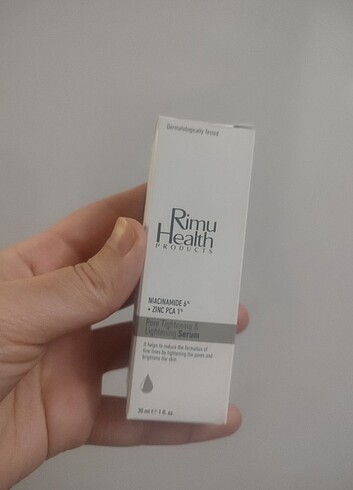 Dermatologically tested
Rimu
Health
PRODUCTS
NIACINAMIDE 6%
+ ZINC PCA 1%
Pore Tightening &
Lightening Serum
It helps to reduce the formation of
fine lines by tightening the pores and
brightens the skin
30 ml ℮ 1 fl. oz.